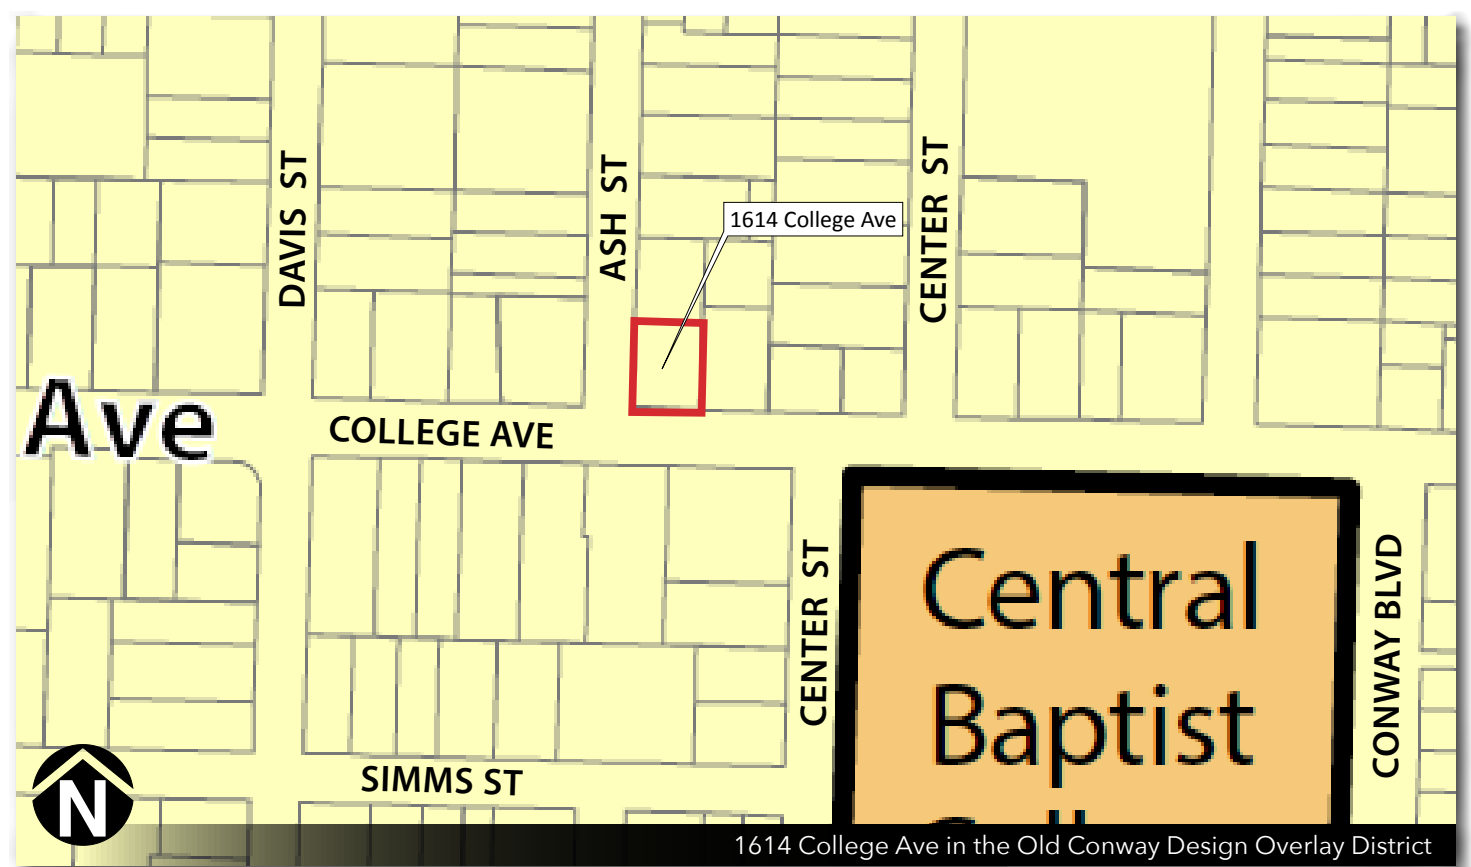 DAVIS ST
ASH ST
CENTER ST
1614 College Ave
Ave
COLLEGE AVE
CENTER ST
Central
Baptist
CONWAY BLVD
SIMMS ST
N
1614 College Ave in the Old Conway Design Overlay District